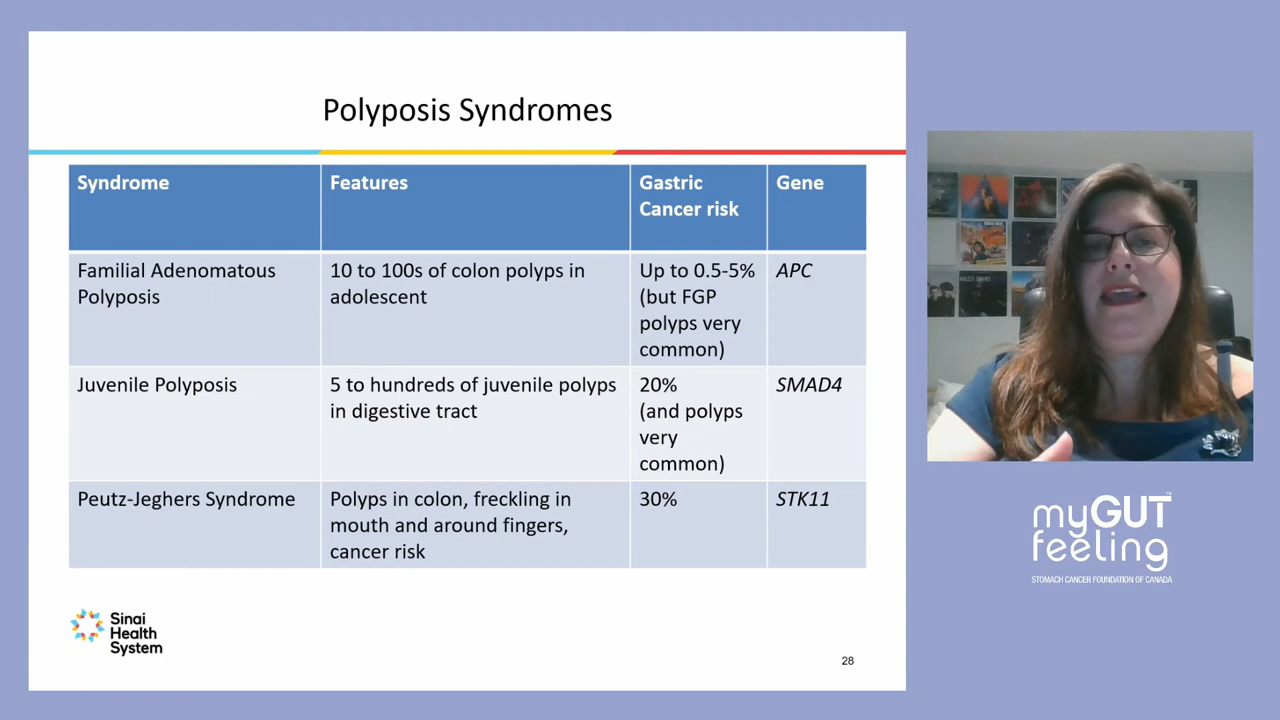 Polyposis Syndromes
Syndrome
Features
Gastric
Cancer risk
Gene
Familial Adenomatous
Polyposis
10 to 100s of colon polyps in
adolescent
Up to 0.5-5%
(but FGP
polyps very
common)
APC
Juvenile Polyposis
5 to hundreds of juvenile polyps
in digestive tract
20%
(and polyps
very
common)
SMAD4
Peutz-Jeghers Syndrome
Polyps in colon, freckling in
mouth and around fingers,
cancer risk
30%
STK11
Sinai
Health
System
28
myGUT™
feeling
STOMACH CANCER FOUNDATION OF CANADA